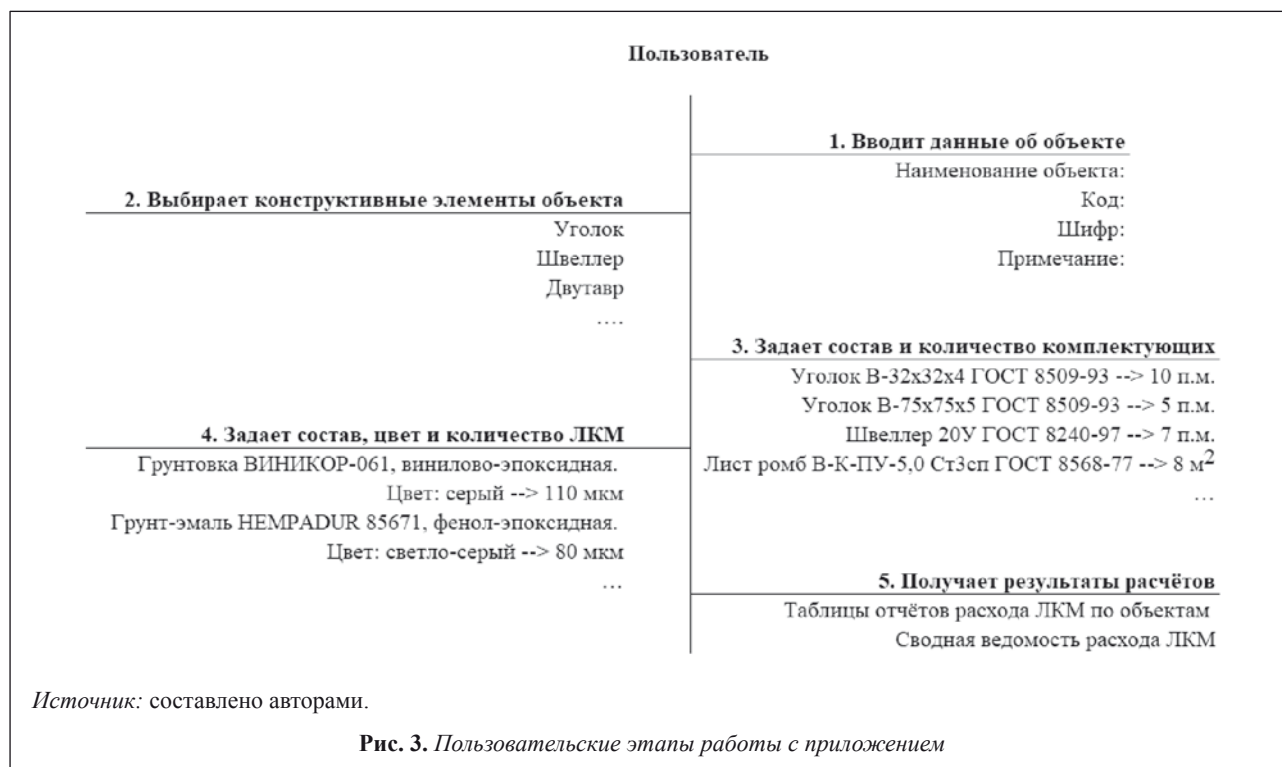 Пользователь
1. Вводит данные об объекте
Наименование объекта:
Код:
Шифр:
Примечание:
2. Выбирает конструктивные элементы объекта
Уголок
Швеллер
Двутавр
….
3. Задает состав и количество комплектующих
Уголок В-32х32х4 ГОСТ 8509-93 --> 10 п.м.
Уголок В-75х75х5 ГОСТ 8509-93 --> 5 п.м.
Швеллер 20У ГОСТ 8240-97 --> 7 п.м.
Лист ромб В-К-ПУ-5,0 Ст3сп ГОСТ 8568-77 --> 8 м²
…
4. Задает состав, цвет и количество ЛКМ
Грунтовка ВИНИКОР-061, винилово-эпоксидная.
Цвет: серый --> 110 мкм
Грунт-эмаль HEMPADUR 85671, фенол-эпоксидная.
Цвет: светло-серый --> 80 мкм
…
5. Получает результаты расчётов
Таблицы отчётов расхода ЛКМ по объектам
Сводная ведомость расхода ЛКМ
Источник: составлено авторами.
Рис. 3. Пользовательские этапы работы с приложением